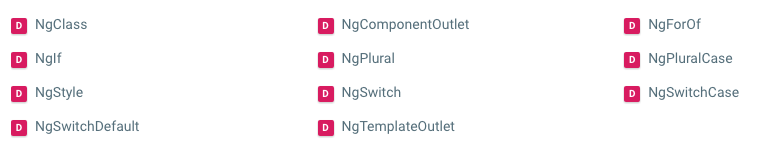 D NgClass D NgComponentOutlet D NgForOf
D NgIf D NgPlural D NgPluralCase
D NgStyle D NgSwitch D NgSwitchCase
D NgSwitchDefault D NgTemplateOutlet